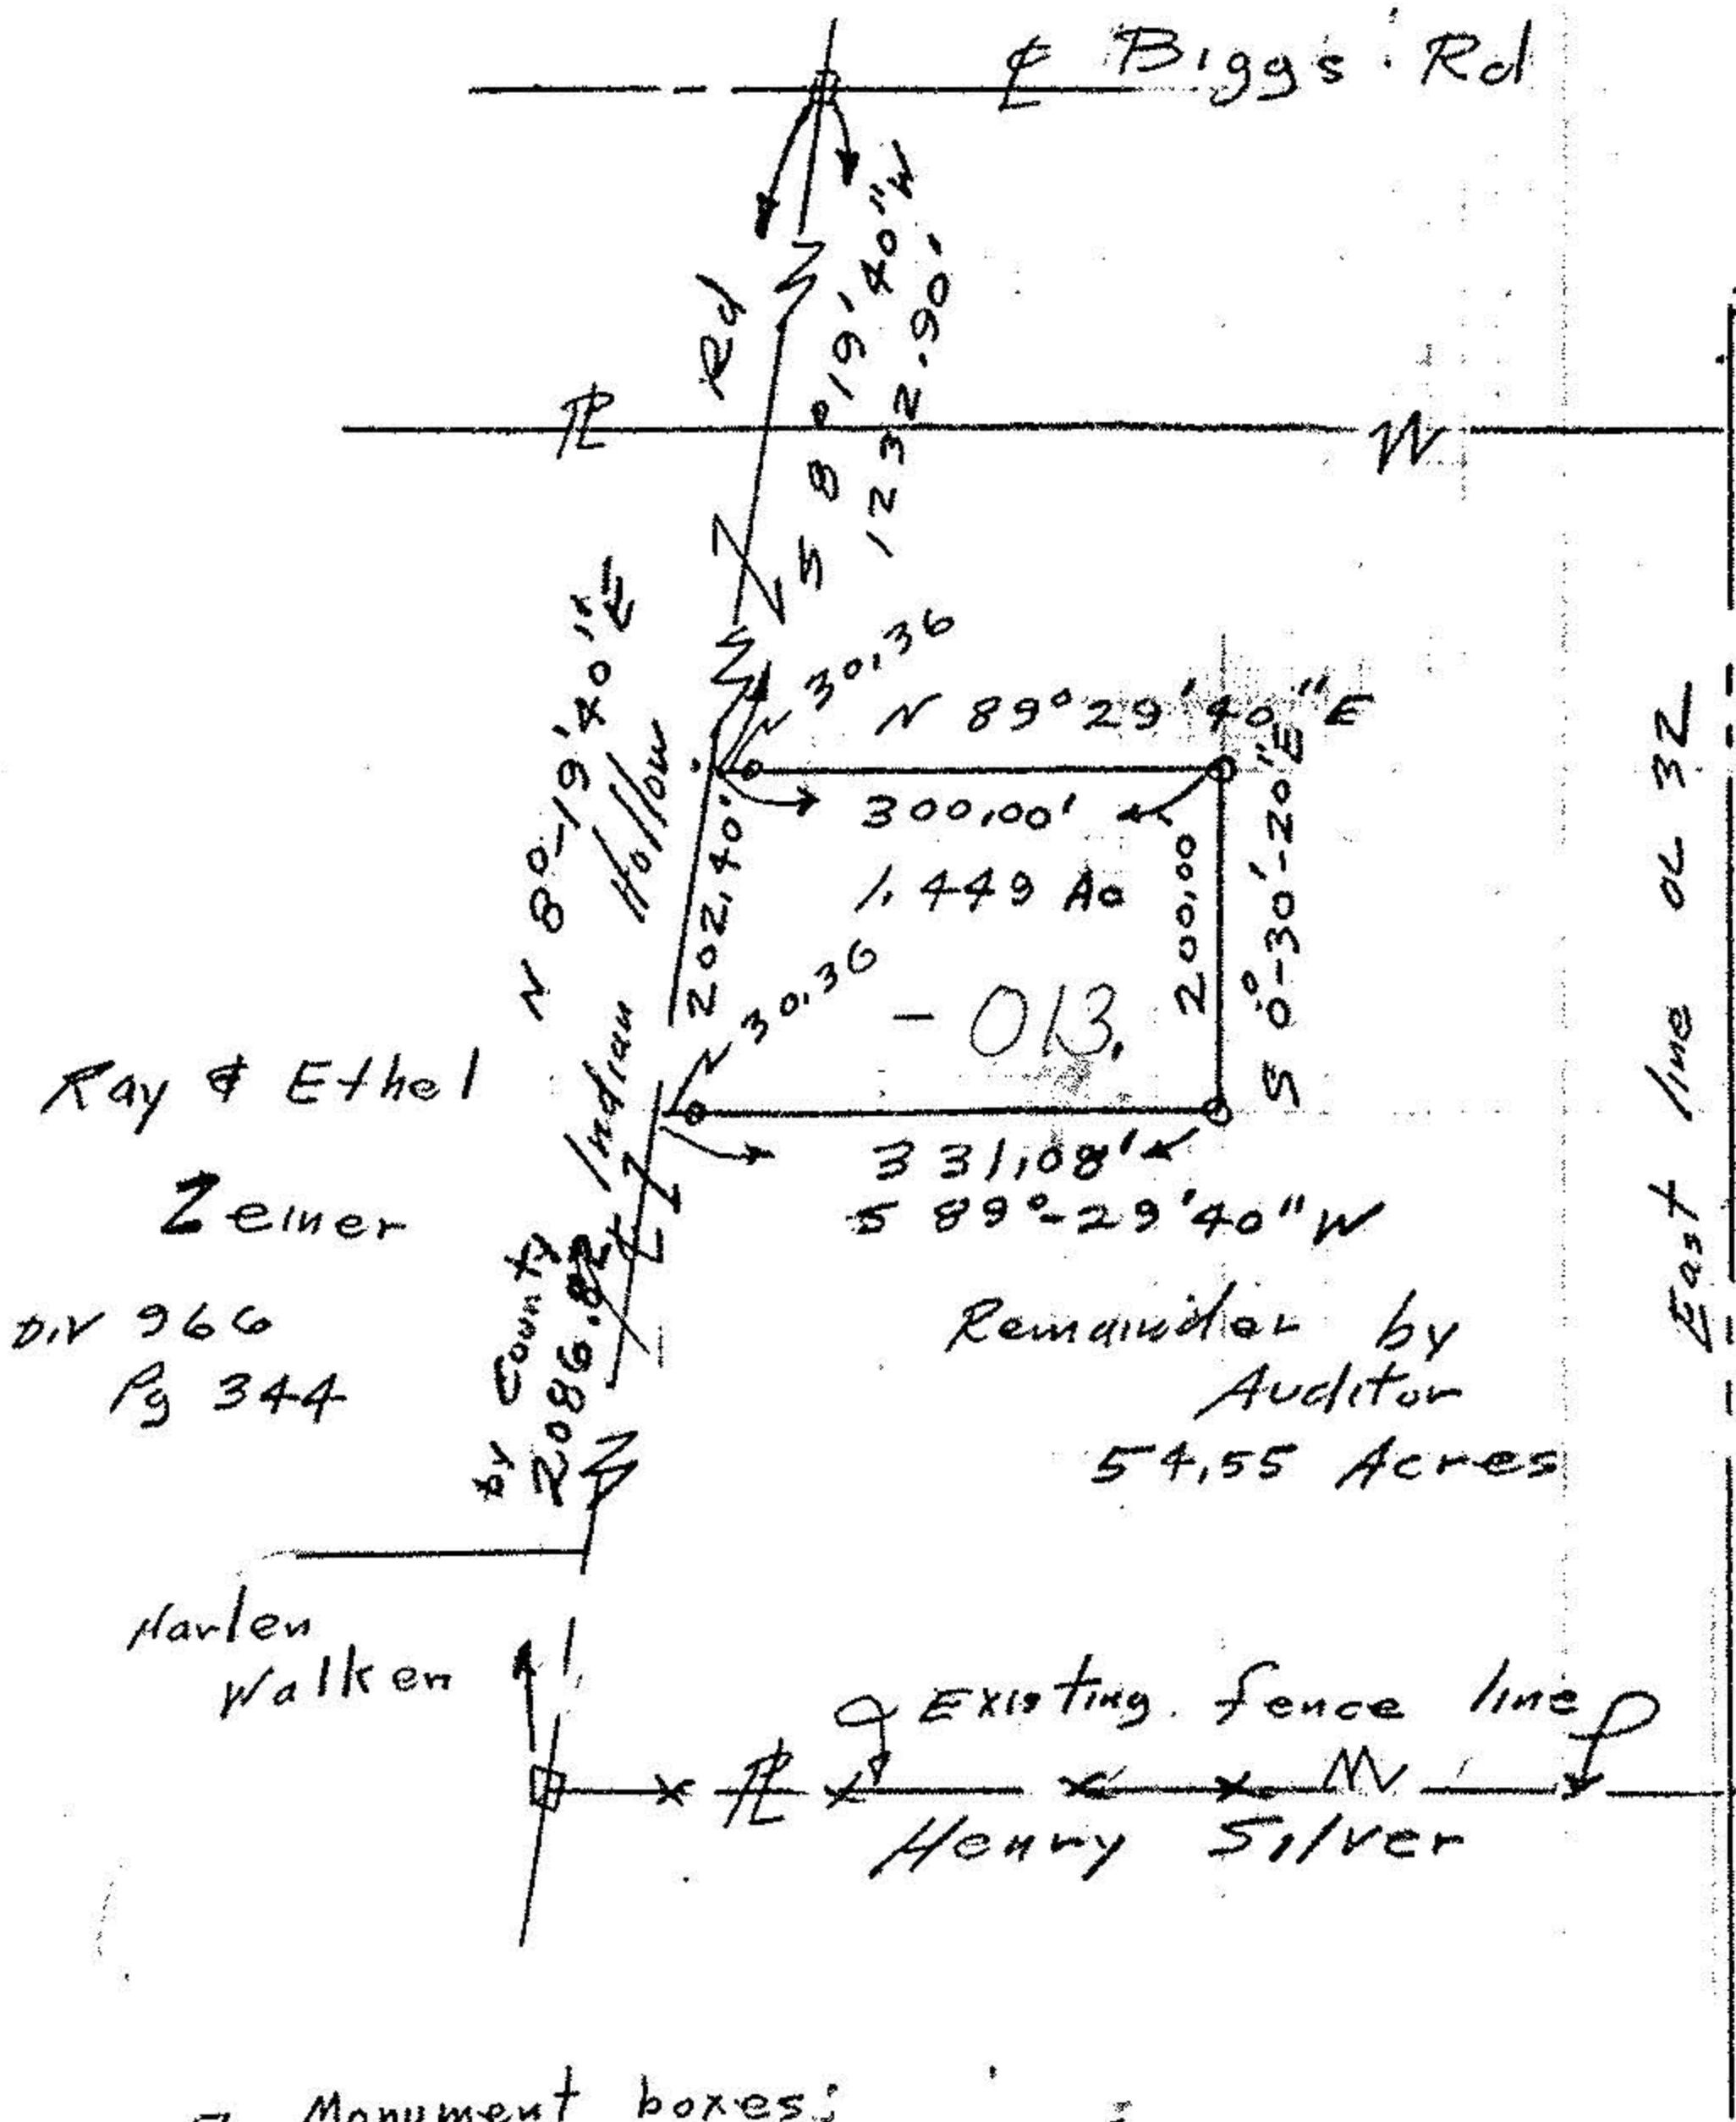 ℄ Biggs Rd
Rd
S 8°19'40"W
1232.90'
℄
W
N 8°-19'40"±
Hollow
30.36
N 89°29'40"E
300.00'
202.40'
1.449 Ac
200.00
S 0°-30'-20"E
30.36
-013.
Indian
331.08'
S 89°-29'40"W
East line OL 32
Ray & Ethel
Zemer
D.V 966
Pg 344
by County
2086.82±
Remainder by
Auditor
54.55 Acres
Harlen
Walker
Existing fence line
Henry Silver
Monument boxes: